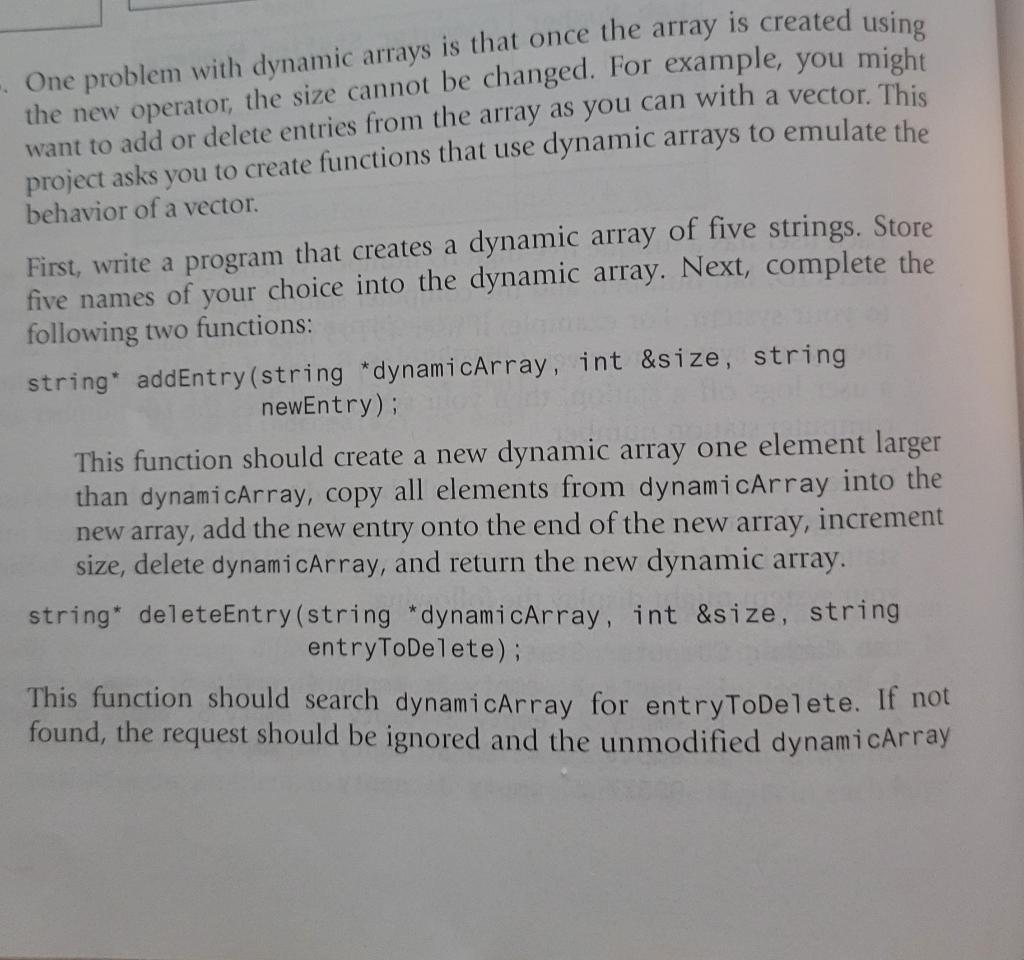 One problem with dynamic arrays is that once the array is created using
the new operator, the size cannot be changed. For example, you might
want to add or delete entries from the array as you can with a vector. This
project asks you to create functions that use dynamic arrays to emulate the
behavior of a vector.
First, write a program that creates a dynamic array of five strings. Store
five names of your choice into the dynamic array. Next, complete the
following two functions:
string* addEntry(string *dynamicArray, int &size, string
newEntry);
This function should create a new dynamic array one element larger
than dynamicArray, copy all elements from dynamicArray into the
new array, add the new entry onto the end of the new array, increment
size, delete dynamicArray, and return the new dynamic array.
string* deleteEntry(string *dynamicArray, int &size, string
entryToDelete);
This function should search dynamicArray for entryToDelete. If not
found, the request should be ignored and the unmodified dynamicArray